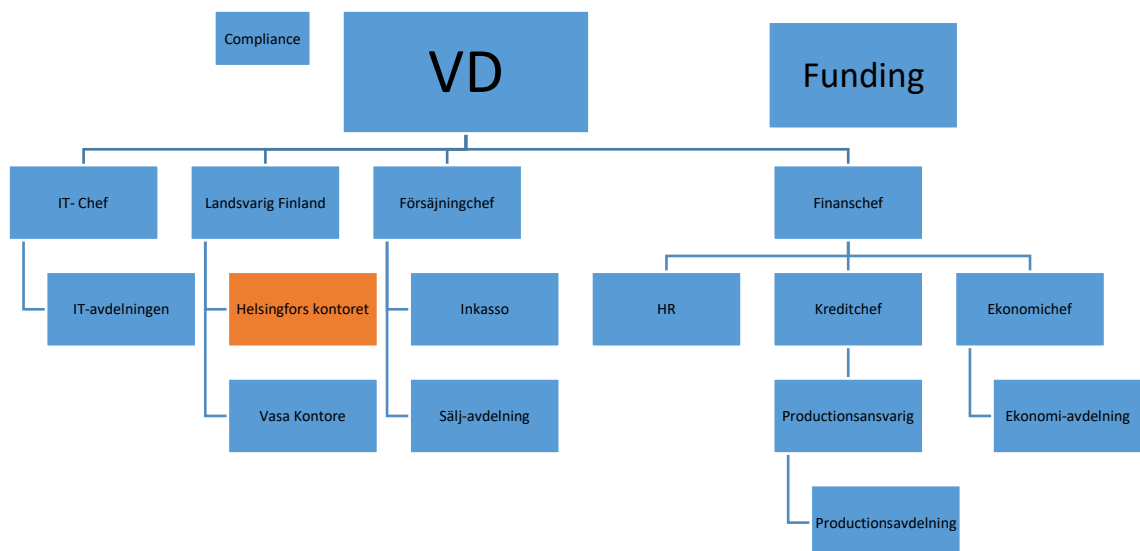 Compliance
VD
Funding
IT- Chef
Landsvarig Finland
Försäjningchef
Finanschef
IT-avdelningen
Helsingfors kontoret
Inkasso
HR
Kreditchef
Ekonomichef
Vasa Kontore
Sälj-avdelning
Productionsansvarig
Ekonomi-avdelning
Productionsavdelning